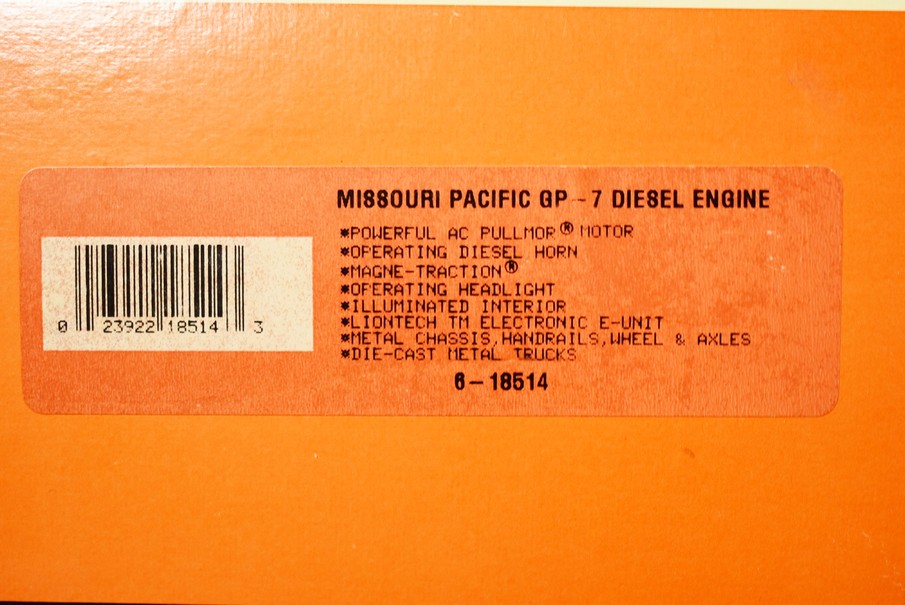 MISSOURI PACIFIC GP-7 DIESEL ENGINE
*POWERFUL AC PULLMOR® MOTOR
*OPERATING DIESEL HORN
*MAGNE-TRACTION®
*OPERATING HEADLIGHT
*ILLUMINATED INTERIOR
*LIONTECH TM ELECTRONIC E-UNIT
*METAL CHASSIS,HANDRAILS,WHEEL & AXLES
*DIE-CAST METAL TRUCKS
6-18514
0 23922 18514 3